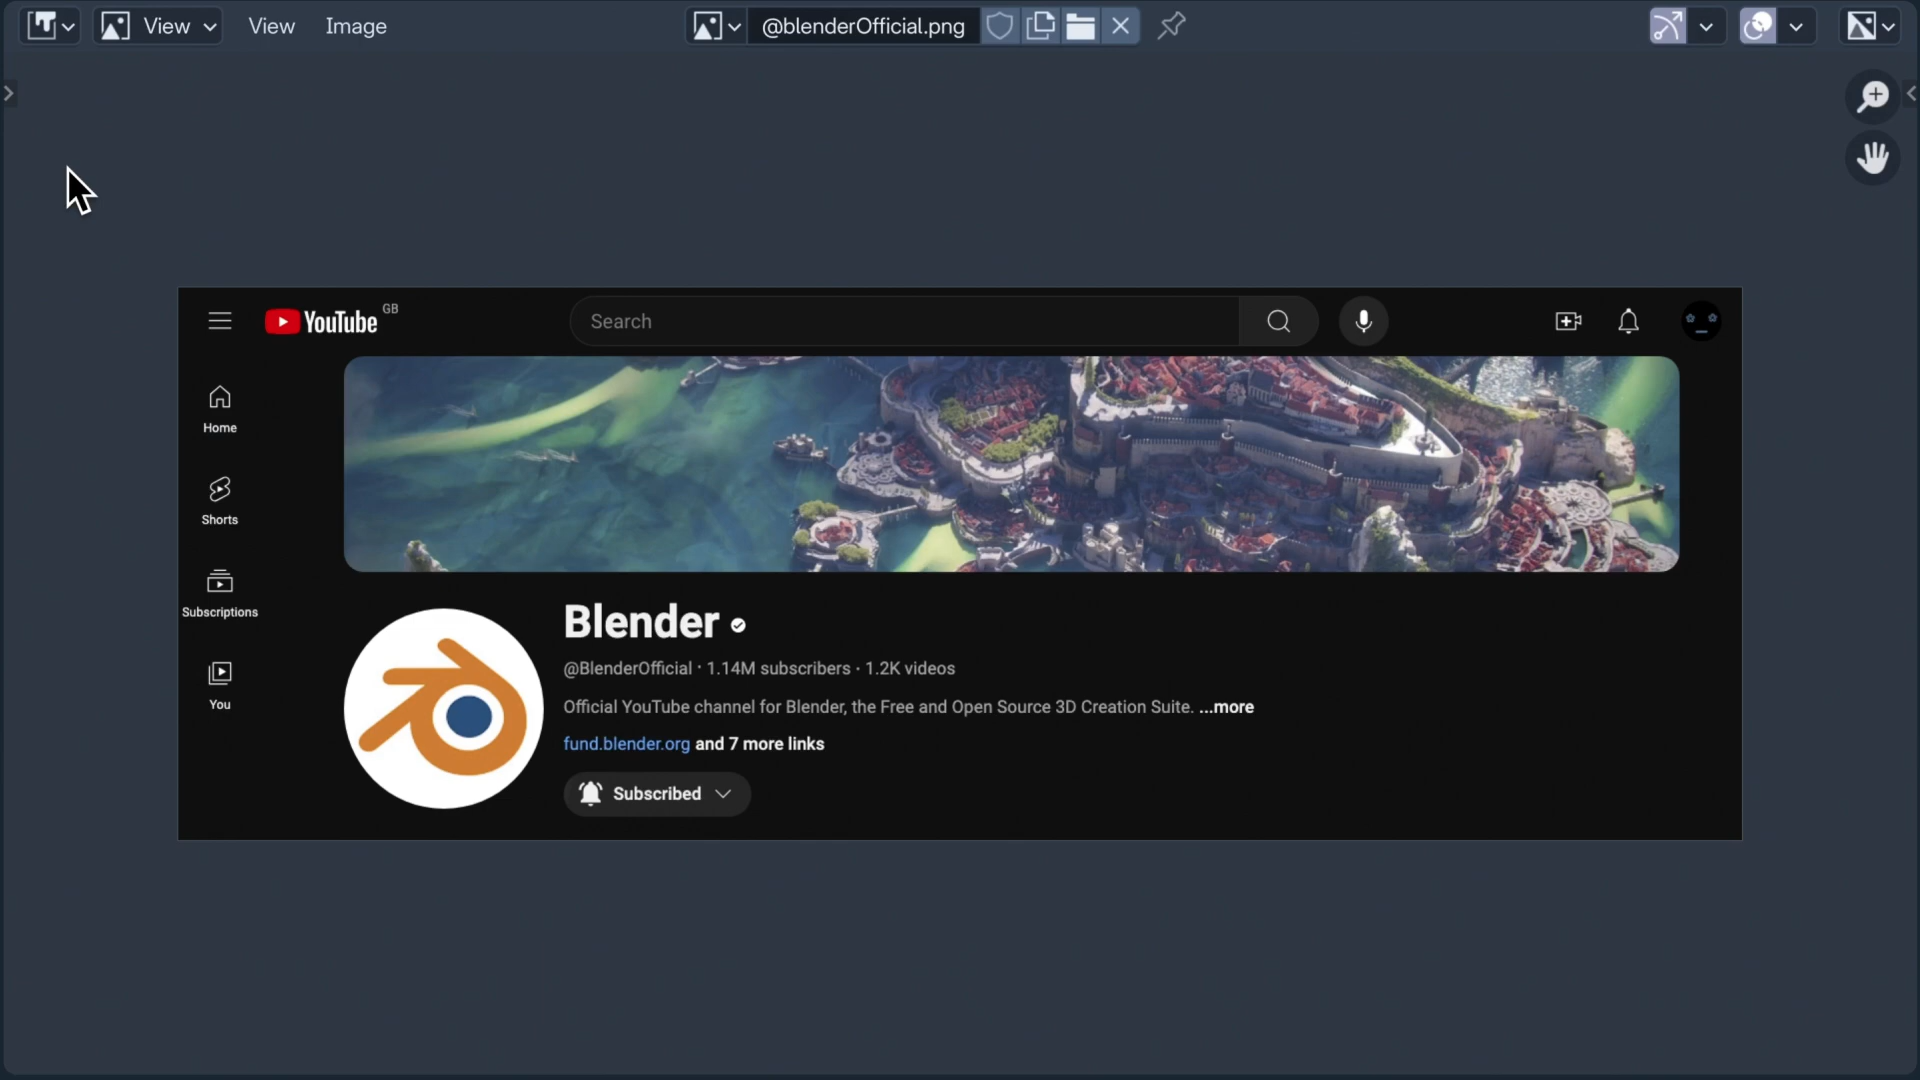 View View Image @blenderOfficial.png
YouTube GB Search
Home
Shorts
Subscriptions
You
Blender
@BlenderOfficial · 1.14M subscribers · 1.2K videos
Official YouTube channel for Blender, the Free and Open Source 3D Creation Suite. ...more
fund.blender.org and 7 more links
Subscribed